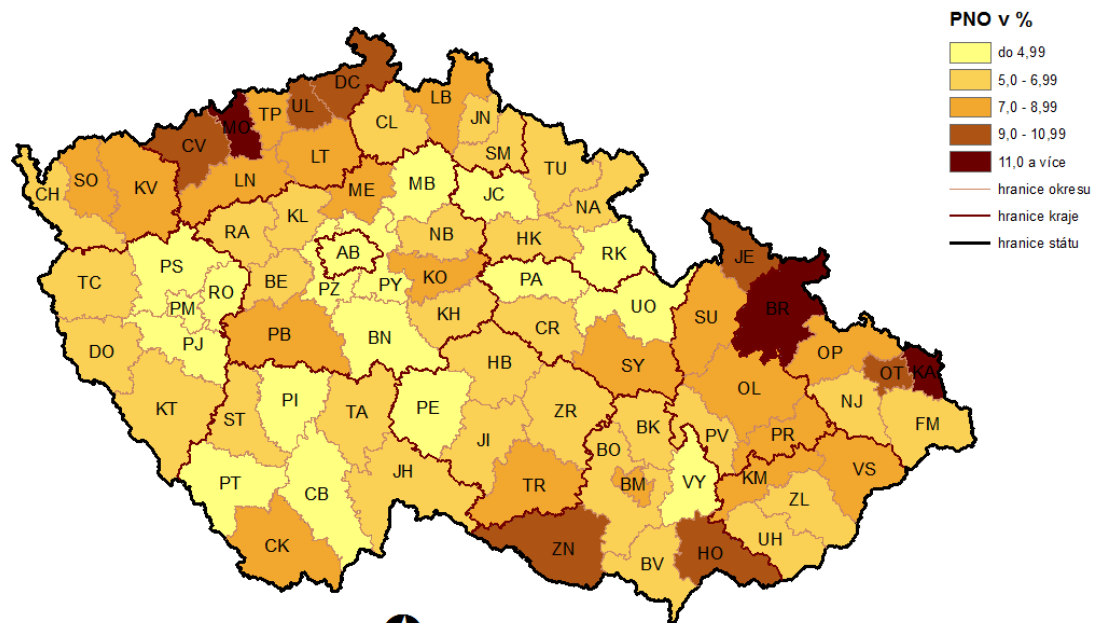 PNO v %
do 4,99
5,0 - 6,99
7,0 - 8,99
9,0 - 10,99
11,0 a více
hranice okresu
hranice kraje
hranice státu
DC
LB
UL
TP
MO
CL
JN
CV
LT
SM
TU
SO
KV
LN
ME
MB
JC
CH
KL
NA
RA
NB
HK
AB
RK
JE
PS
TC
BE
PZ
PY
KO
PA
RO
UO
BR
PM
KH
CR
SU
PJ
PB
BN
OP
DO
HB
SY
OT
KA
OL
KT
PI
TA
PE
ZR
NJ
ST
FM
JI
BK
PV
PR
BO
JH
VS
PT
CB
TR
BM
VY
KM
ZL
CK
ZN
HO
UH
BV